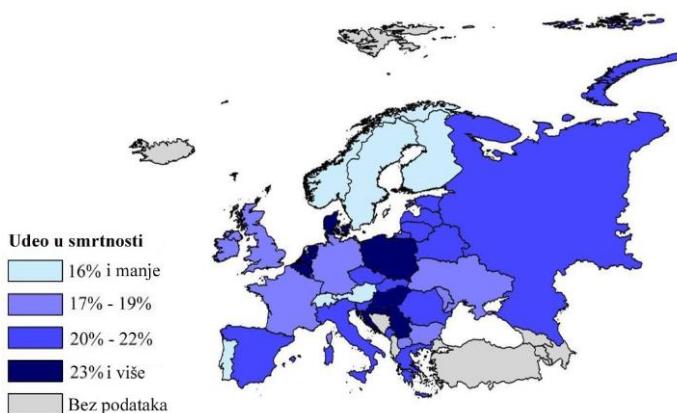 Udeo u smrtnosti
16% i manje
17% - 19%
20% - 22%
23% i više
Bez podataka